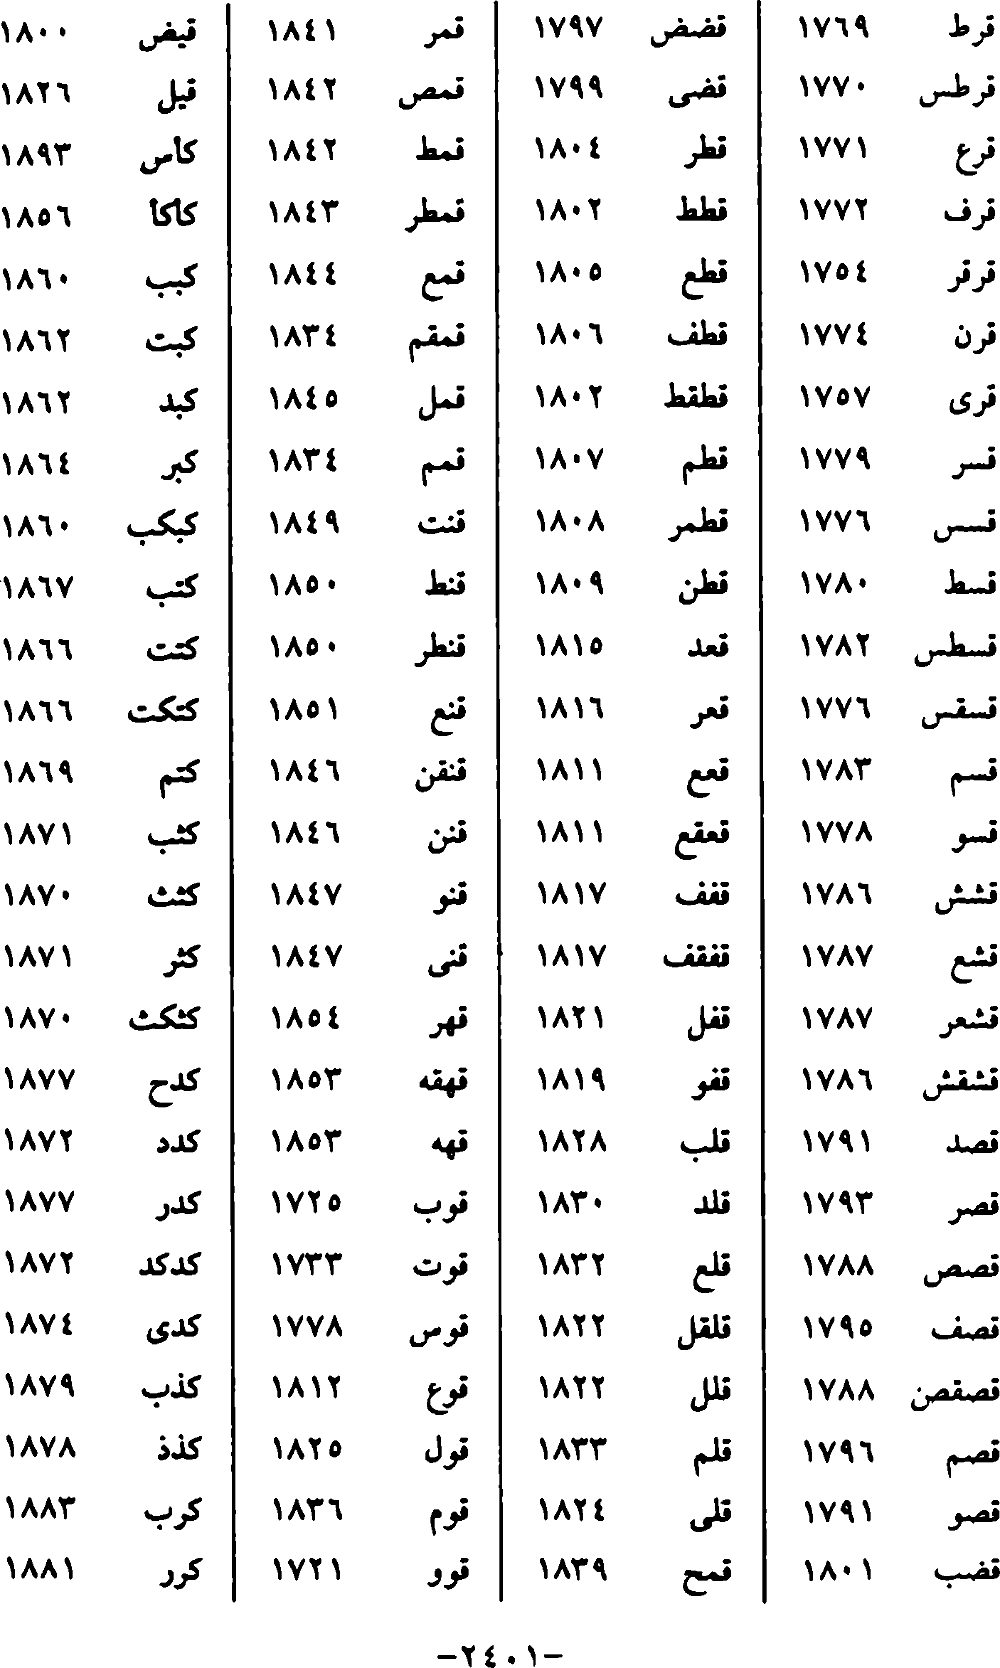 قرط ١٧٦٩
قرطس ١٧٧٠
قرع ١٧٧١
قرف ١٧٧٢
قرقر ١٧٥٤
قرن ١٧٧٤
قرى ١٧٥٧
قسر ١٧٧٩
قسس ١٧٧٦
قسط ١٧٨٠
قسطس ١٧٨٢
قسقس ١٧٧٦
قسم ١٧٨٣
قسو ١٧٧٨
قشش ١٧٨٦
قشع ١٧٨٧
قشعر ١٧٨٧
قشقش ١٧٨٦
قصد ١٧٩١
قصر ١٧٩٣
قصص ١٧٨٨
قصف ١٧٩٥
قصقص ١٧٨٨
قصم ١٧٩٦
قصو ١٧٩١
قضب ١٨٠١
قضض ١٧٩٧
قضى ١٧٩٩
قطر ١٨٠٤
قطط ١٨٠٢
قطع ١٨٠٥
قطف ١٨٠٦
قطقط ١٨٠٢
قطم ١٨٠٧
قطمر ١٨٠٨
قطن ١٨٠٩
قعد ١٨١٥
قعر ١٨١٦
قعع ١٨١١
قعقع ١٨١١
قفف ١٨١٧
قفقف ١٨١٧
قفل ١٨٢١
قفو ١٨١٩
قلب ١٨٢٨
قلد ١٨٣٠
قلع ١٨٣٢
قلقل ١٨٢٢
قلل ١٨٢٢
قلم ١٨٣٣
قلى ١٨٢٤
قمح ١٨٣٩
قمر ١٨٤١
قمص ١٨٤٢
قمط ١٨٤٢
قمطر ١٨٤٣
قمع ١٨٤٤
قمقم ١٨٣٤
قمل ١٨٤٥
قمم ١٨٣٤
قنت ١٨٤٩
قنط ١٨٥٠
قنطر ١٨٥٠
قنع ١٨٥١
قنقن ١٨٤٦
قنن ١٨٤٦
قنو ١٨٤٧
قنى ١٨٤٧
قهر ١٨٥٤
قهقه ١٨٥٣
قهه ١٨٥٣
قوب ١٧٢٥
قوت ١٧٣٣
قوس ١٧٧٨
قوع ١٨١٢
قول ١٨٢٥
قوم ١٨٣٦
قوو ١٧٢١
قيض ١٨٠٠
قيل ١٨٢٦
كأس ١٨٩٣
كأكأ ١٨٥٦
كبب ١٨٦٠
كبت ١٨٦٢
كبد ١٨٦٢
كبر ١٨٦٤
كبكب ١٨٦٠
كتب ١٨٦٧
كتت ١٨٦٦
كتكت ١٨٦٦
كتم ١٨٦٩
كثب ١٨٧١
كثث ١٨٧٠
كثر ١٨٧١
كثكث ١٨٧٠
كدح ١٨٧٧
كدد ١٨٧٢
كدر ١٨٧٧
كدكد ١٨٧٢
كدى ١٨٧٤
كذب ١٨٧٩
كذذ ١٨٧٨
كرب ١٨٨٣
كرر ١٨٨١
-٢٤٠١-